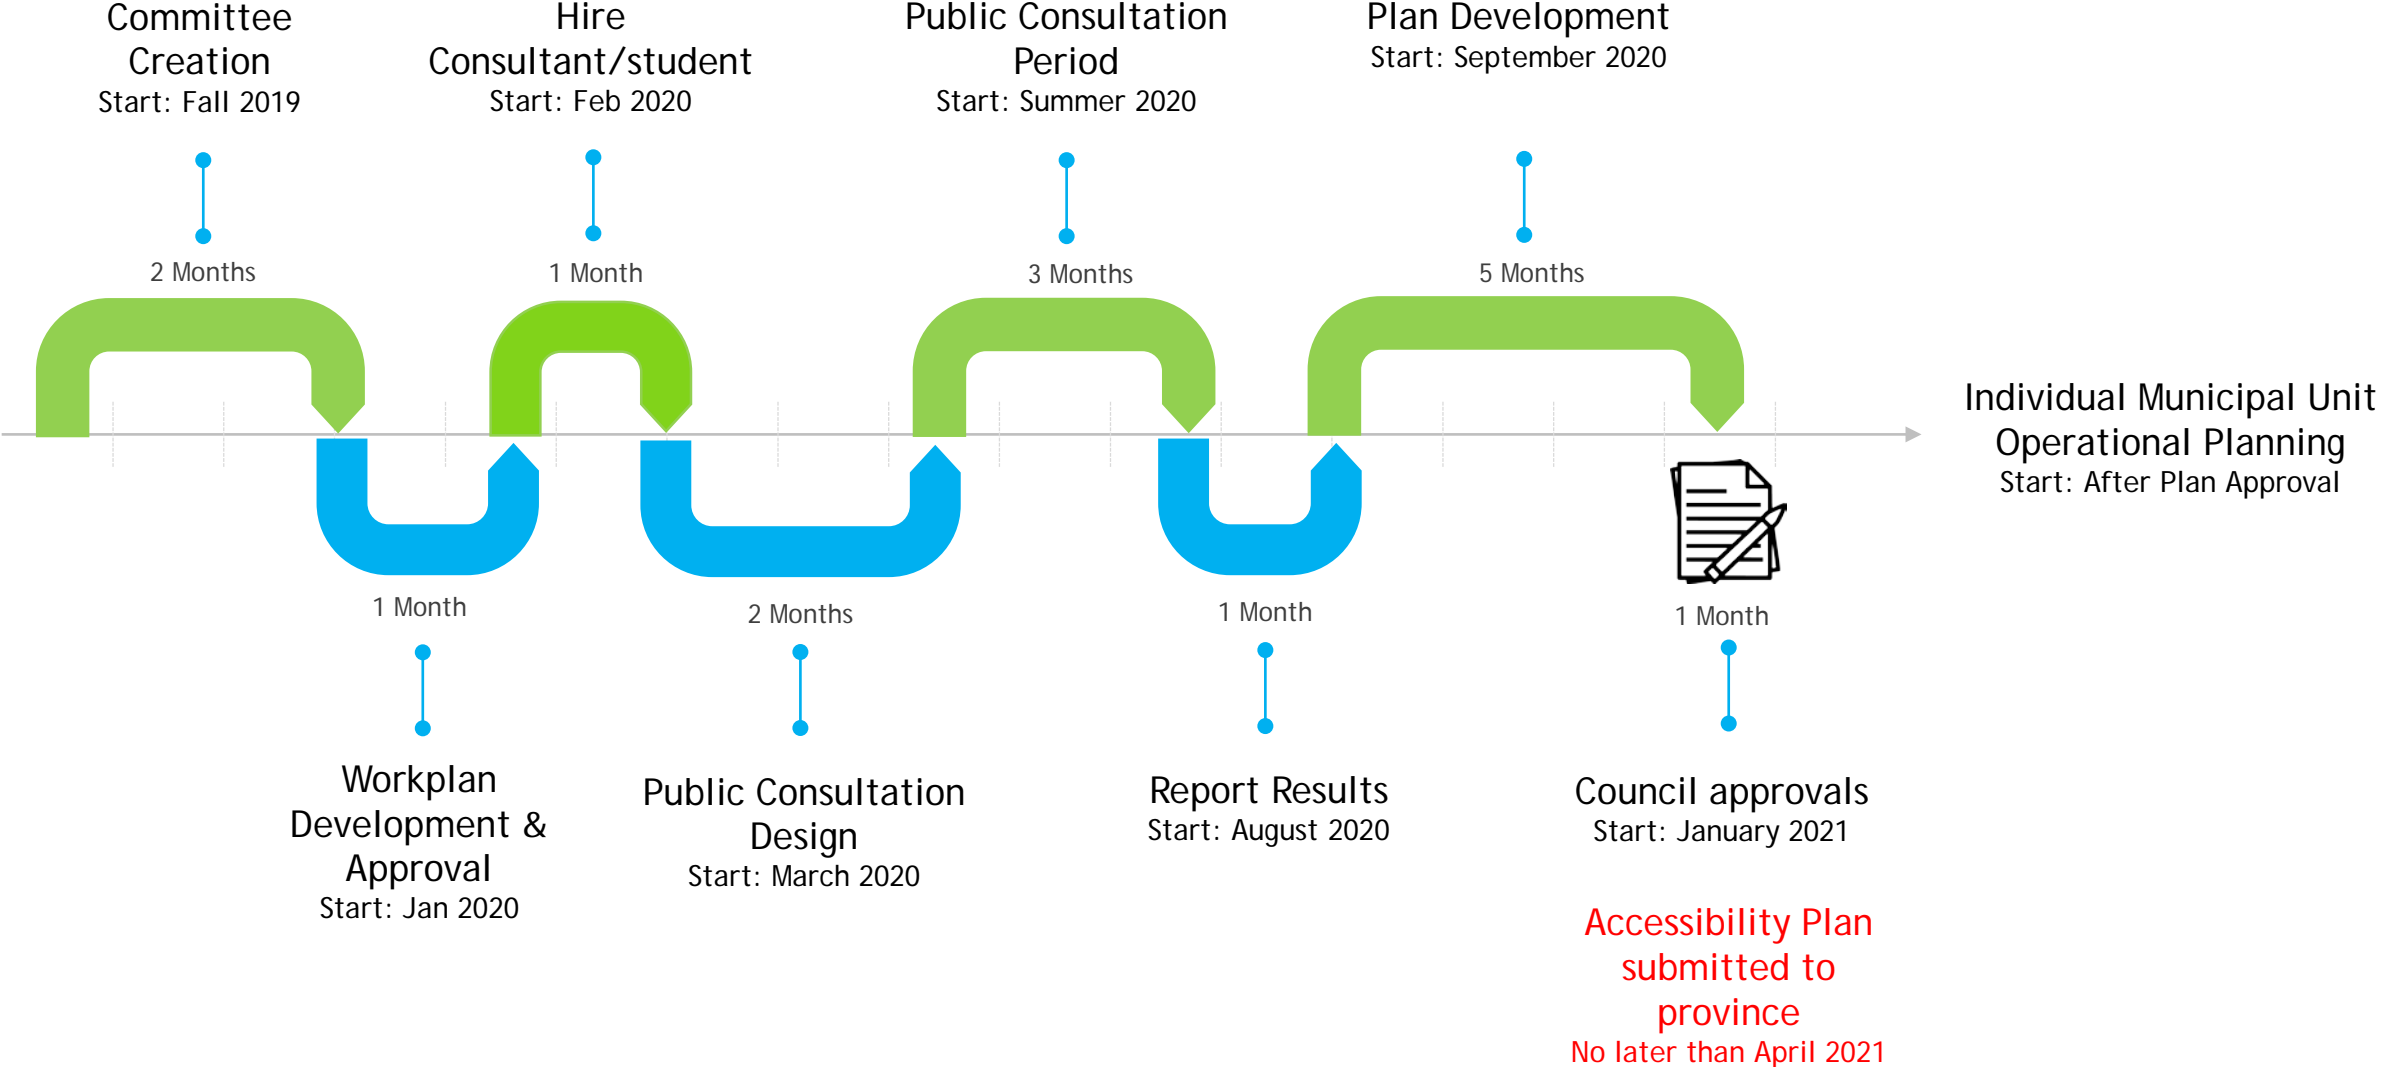 Committee
Creation
Start: Fall 2019
Hire
Consultant/student
Start: Feb 2020
Public Consultation
Period
Start: Summer 2020
Plan Development
Start: September 2020
2 Months
1 Month
3 Months
5 Months
Individual Municipal Unit
Operational Planning
Start: After Plan Approval
1 Month
2 Months
1 Month
1 Month
Workplan
Development &
Approval
Start: Jan 2020
Public Consultation
Design
Start: March 2020
Report Results
Start: August 2020
Council approvals
Start: January 2021
Accessibility Plan
submitted to
province
No later than April 2021